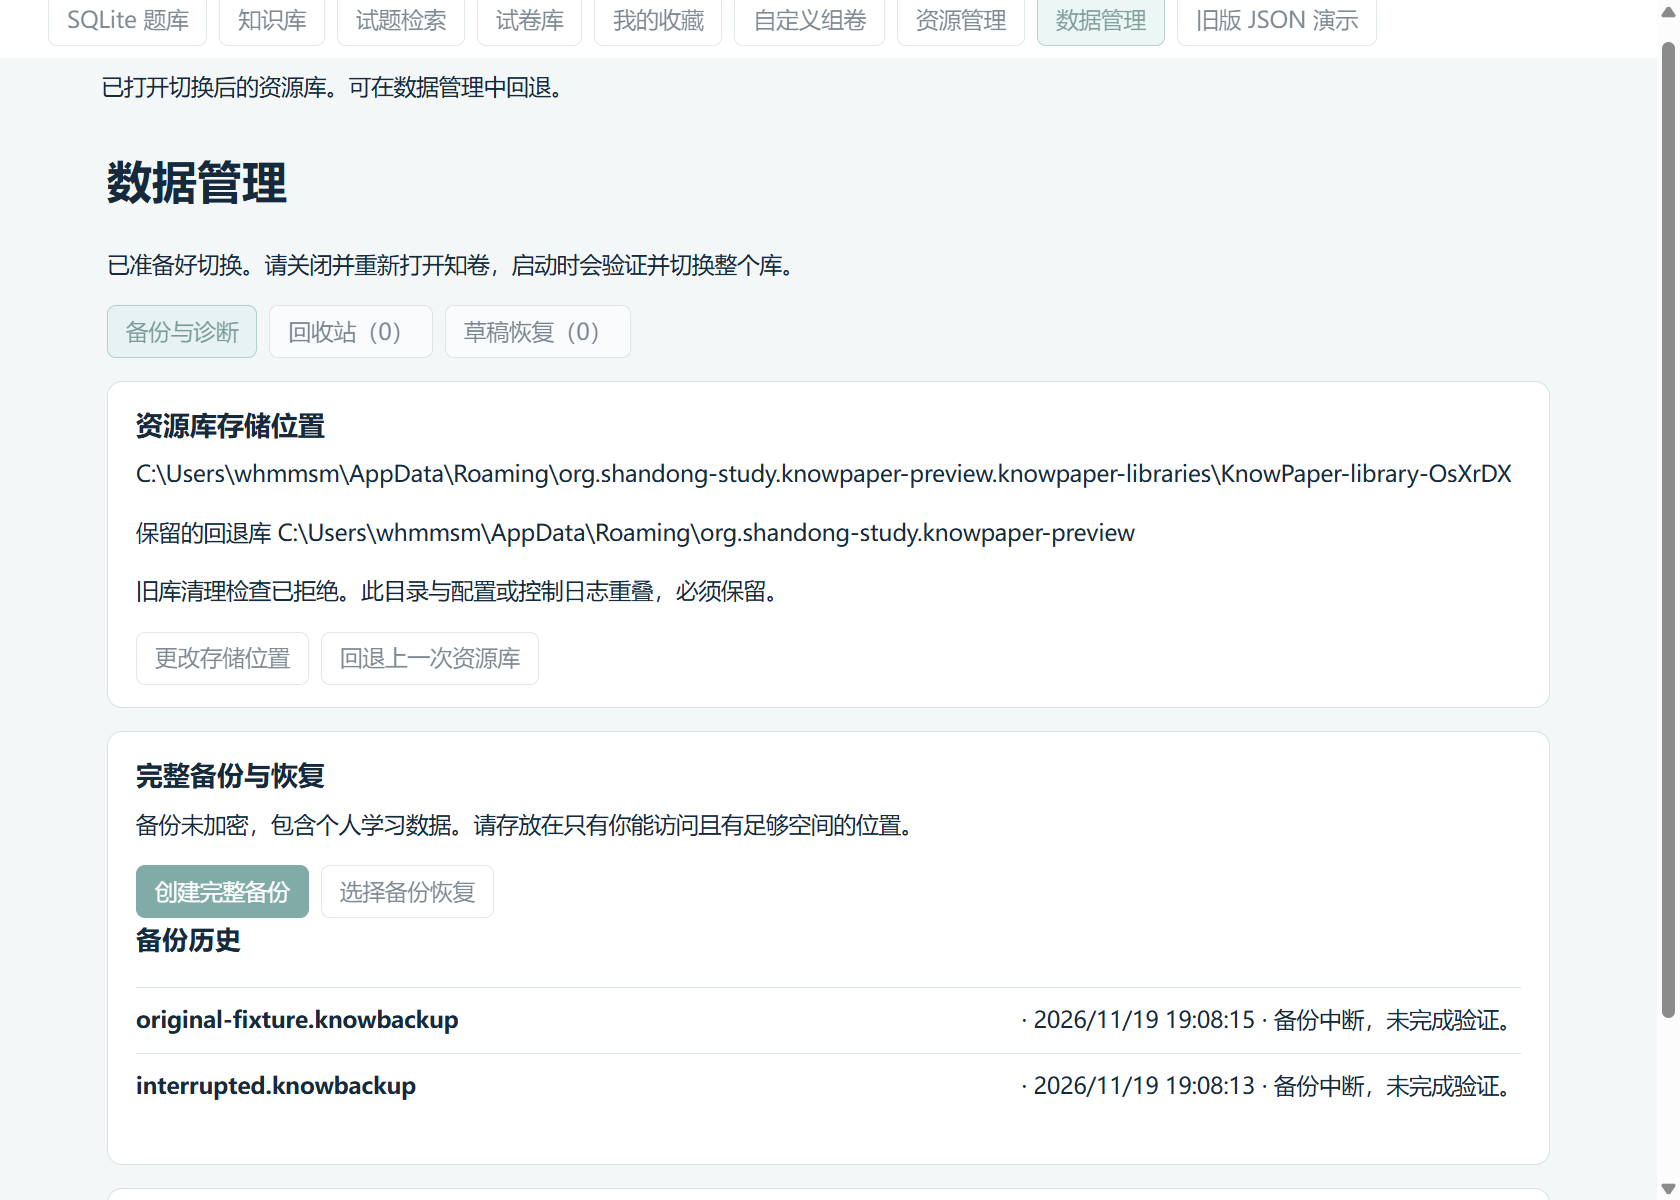 SQLite 题库 知识库 试题检索 试卷库 我的收藏 自定义组卷 资源管理 数据管理 旧版 JSON 演示
已打开切换后的资源库。可在数据管理中回退。
数据管理
已准备好切换。请关闭并重新打开知卷，启动时会验证并切换整个库。
备份与诊断 回收站（0） 草稿恢复（0）
资源库存储位置
C:\Users\whmmsm\AppData\Roaming\org.shandong-study.knowpaper-preview.knowpaper-libraries\KnowPaper-library-OsXrDX
保留的回退库 C:\Users\whmmsm\AppData\Roaming\org.shandong-study.knowpaper-preview
旧库清理检查已拒绝。此目录与配置或控制日志重叠，必须保留。
更改存储位置 回退上一次资源库
完整备份与恢复
备份未加密，包含个人学习数据。请存放在只有你能访问且有足够空间的位置。
创建完整备份 选择备份恢复
备份历史
original-fixture.knowbackup · 2026/11/19 19:08:15 · 备份中断，未完成验证。
interrupted.knowbackup · 2026/11/19 19:08:13 · 备份中断，未完成验证。